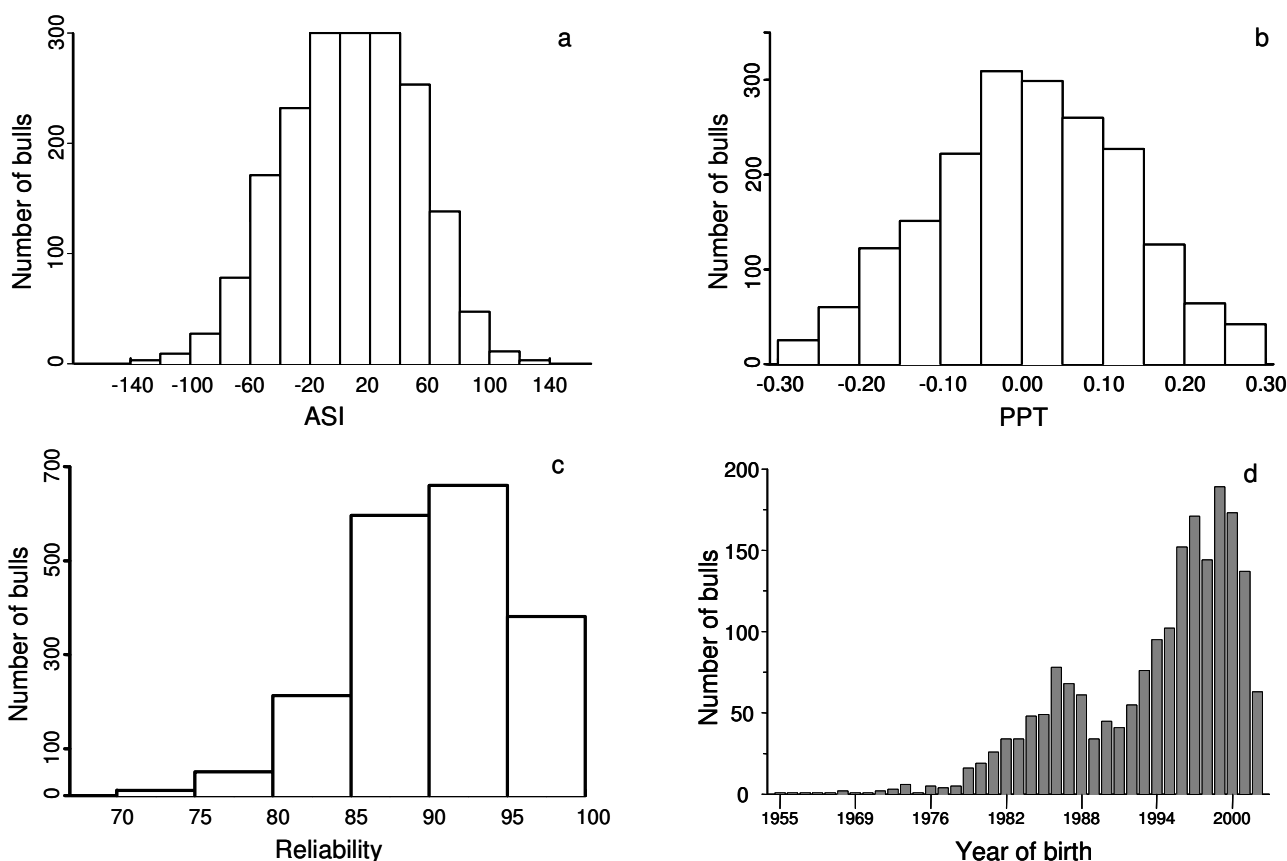 a
300
200
100
0
Number of bulls
-140 -100 -60 -20 20 60 100 140
ASI
b
300
200
100
0
Number of bulls
-0.30 -0.20 -0.10 0.00 0.10 0.20 0.30
PPT
c
700
500
300
100
0
Number of bulls
70 75 80 85 90 95 100
Reliability
d
200
150
100
50
0
Number of bulls
1955 1969 1976 1982 1988 1994 2000
Year of birth